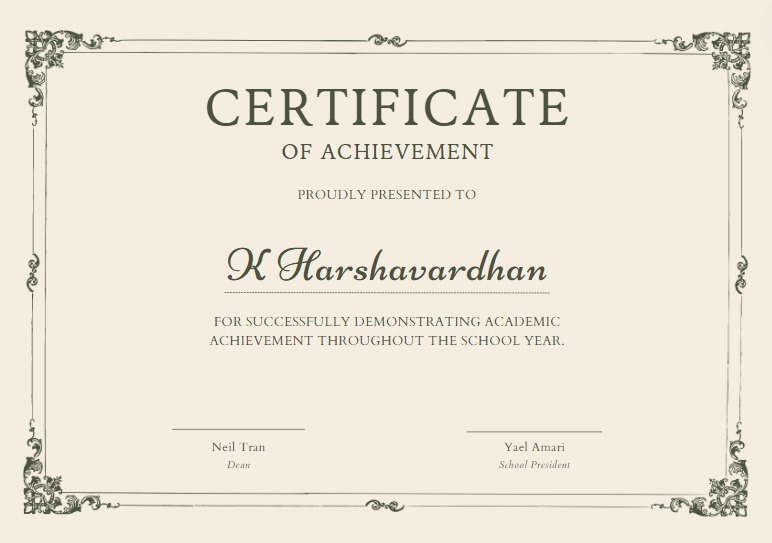 CERTIFICATE
OF ACHIEVEMENT
PROUDLY PRESENTED TO
K Harshavardhan
FOR SUCCESSFULLY DEMONSTRATING ACADEMIC
ACHIEVEMENT THROUGHOUT THE SCHOOL YEAR.
Neil Tran
Dean
Yael Amari
School President